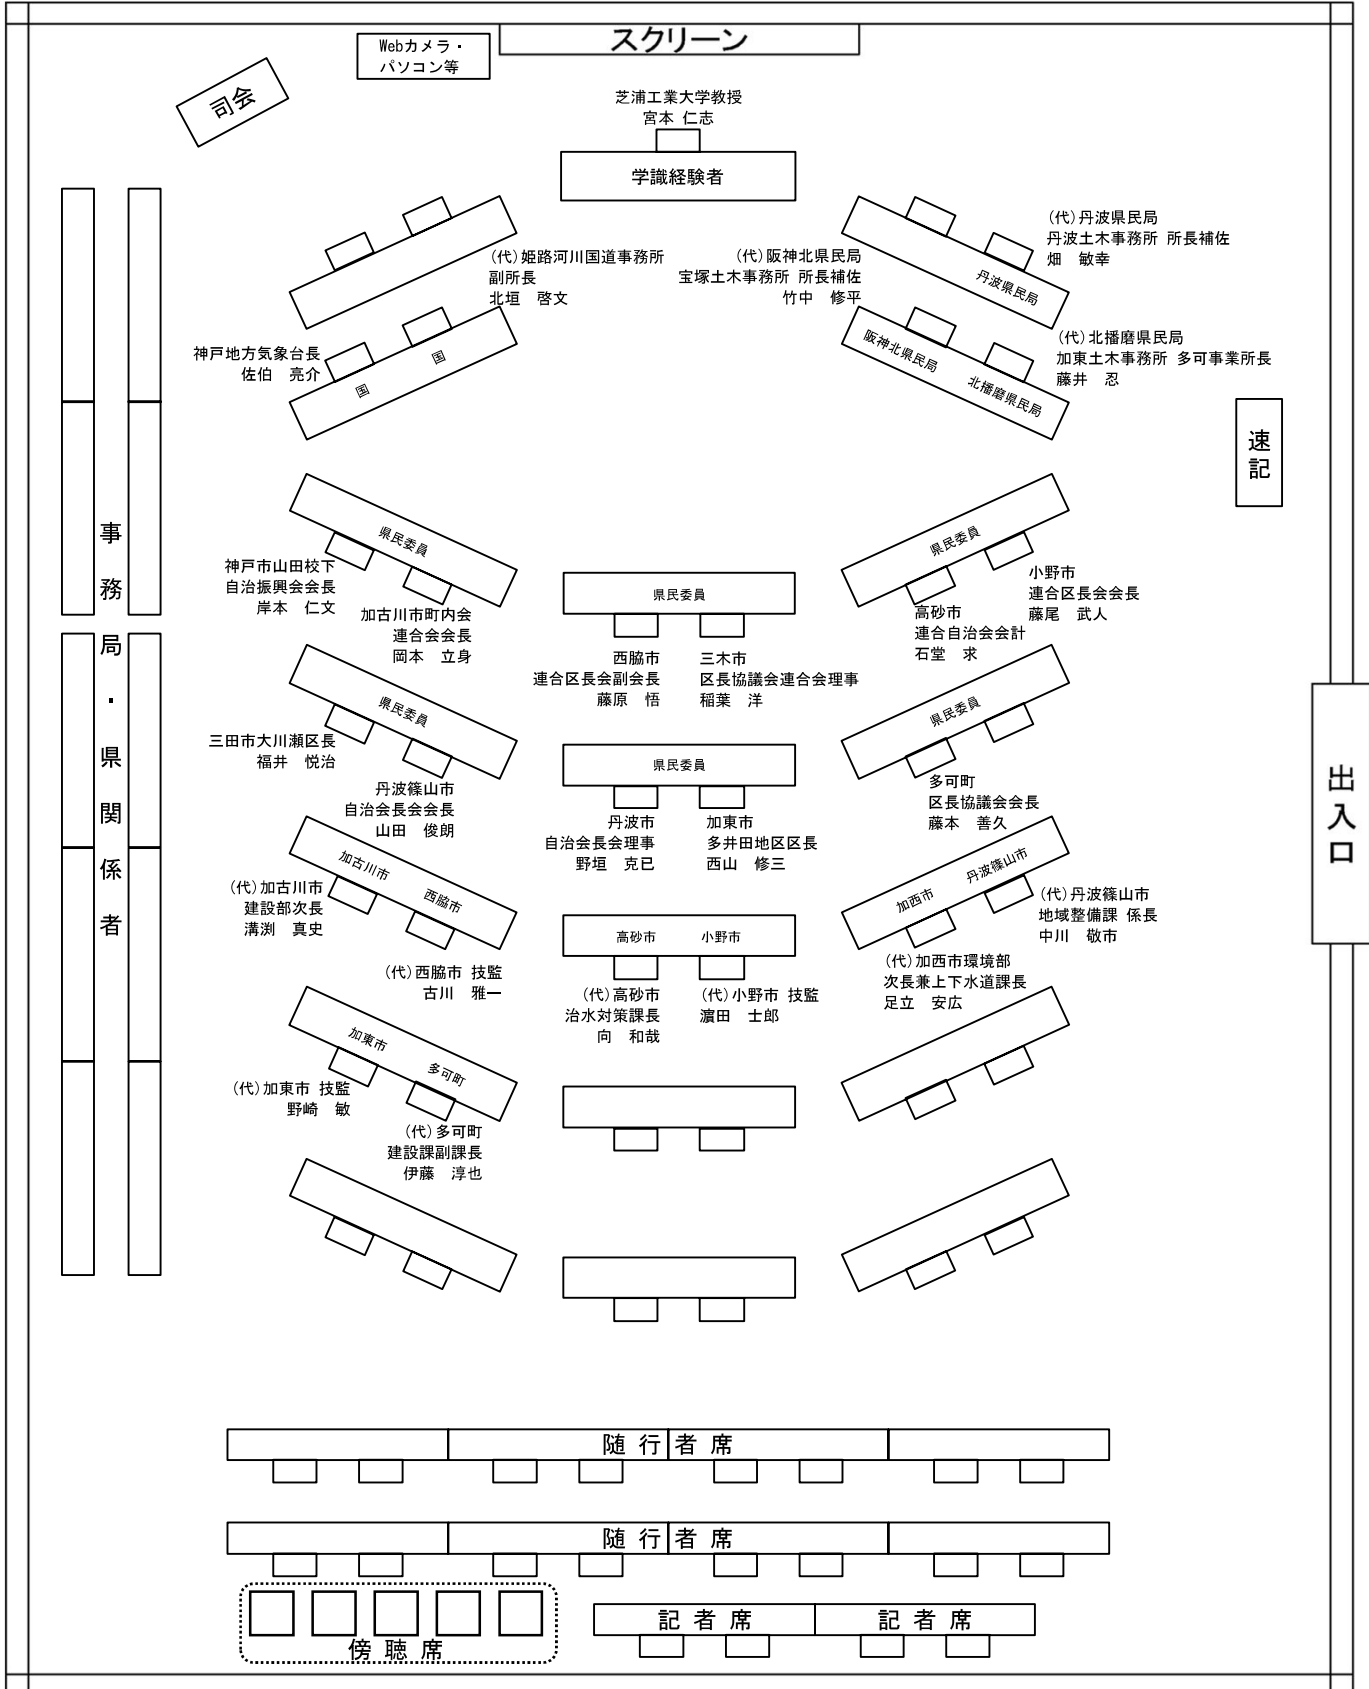 スクリーン
Webカメラ・
パソコン等
司会
芝浦工業大学教授
宮本 仁志
学識経験者
(代)姫路河川国道事務所
副所長
北垣 啓文
(代)阪神北県民局
宝塚土木事務所 所長補佐
竹中 修平
(代)丹波県民局
丹波土木事務所 所長補佐
畑 敏幸
丹波県民局
神戸地方気象台長
佐伯 亮介
国
国
阪神北県民局
北播磨県民局
(代)北播磨県民局
加東土木事務所 多可事業所長
藤井 忍
速記
事務局・県関係者
県民委員
神戸市山田校下
自治振興会会長
岸本 仁文
加古川市町内会
連合会会長
岡本 立身
県民委員
西脇市
連合区長会副会長
藤原 悟
三木市
区長協議会連合会理事
稲葉 洋
県民委員
高砂市
連合自治会会計
石堂 求
小野市
連合区長会会長
藤尾 武人
県民委員
三田市大川瀬区長
福井 悦治
丹波篠山市
自治会長会会長
山田 俊朗
県民委員
丹波市
自治会長会理事
野垣 克已
加東市
多井田地区区長
西山 修三
県民委員
多可町
区長協議会会長
藤本 善久
出入口
加古川市
西脇市
(代)加古川市
建設部次長
溝渕 真史
(代)西脇市 技監
古川 雅一
高砂市
小野市
(代)高砂市
治水対策課長
向 和哉
(代)小野市 技監
濵田 士郎
加西市
丹波篠山市
(代)加西市環境部
次長兼上下水道課長
足立 安広
(代)丹波篠山市
地域整備課 係長
中川 敬市
加東市
多可町
(代)加東市 技監
野崎 敏
(代)多可町
建設課副課長
伊藤 淳也
随行者席
随行者席
傍聴席
記者席
記者席